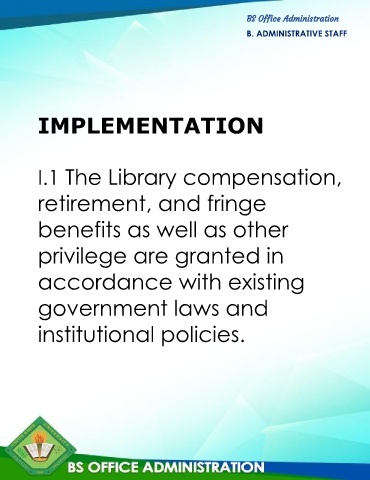 BS Office Administration
B. ADMINISTRATIVE STAFF
IMPLEMENTATION
I.1 The Library compensation,
retirement, and fringe
benefits as well as other
privilege are granted in
accordance with existing
government laws and
institutional policies.
BS OFFICE ADMINISTRATION